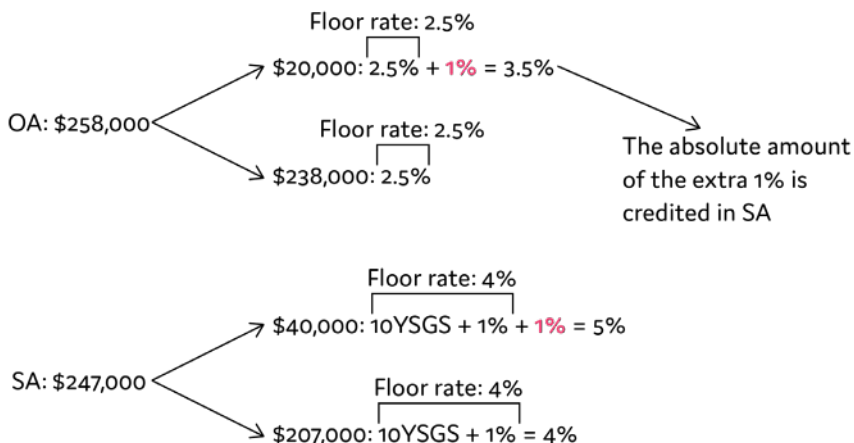 Floor rate: 2.5%
$20,000: 2.5% + 1% = 3.5%
OA: $258,000
Floor rate: 2.5%
$238,000: 2.5%
The absolute amount
of the extra 1% is
credited in SA
Floor rate: 4%
$40,000: 10YSGS + 1% + 1% = 5%
SA: $247,000
Floor rate: 4%
$207,000: 10YSGS + 1% = 4%